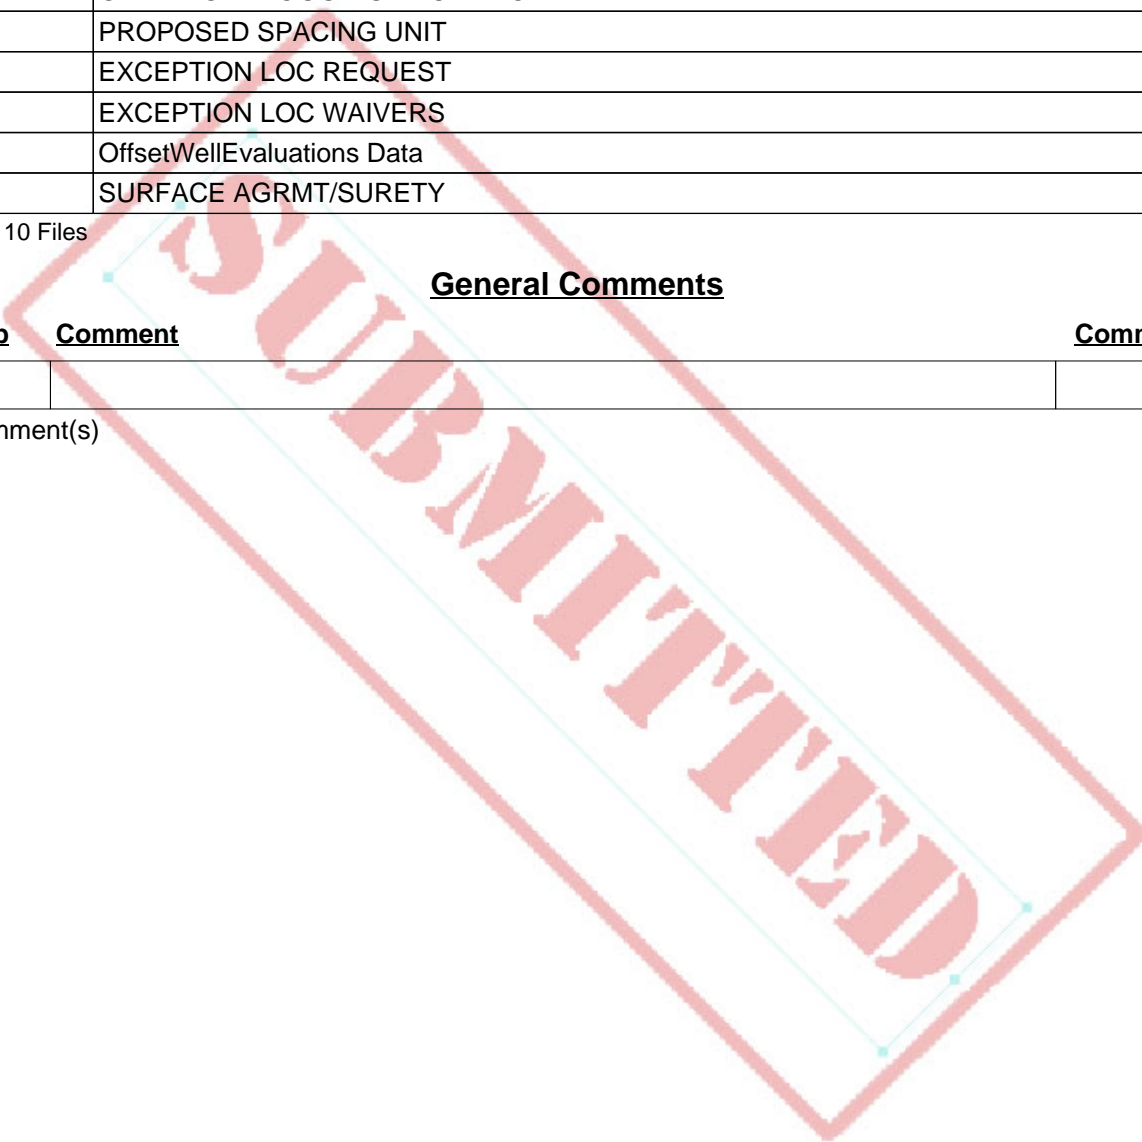 PROPOSED SPACING UNIT
EXCEPTION LOC REQUEST
EXCEPTION LOC WAIVERS
OffsetWellEvaluations Data
SURFACE AGRMT/SURETY
10 Files
General Comments
Comment
mment(s)
SUBMITTED